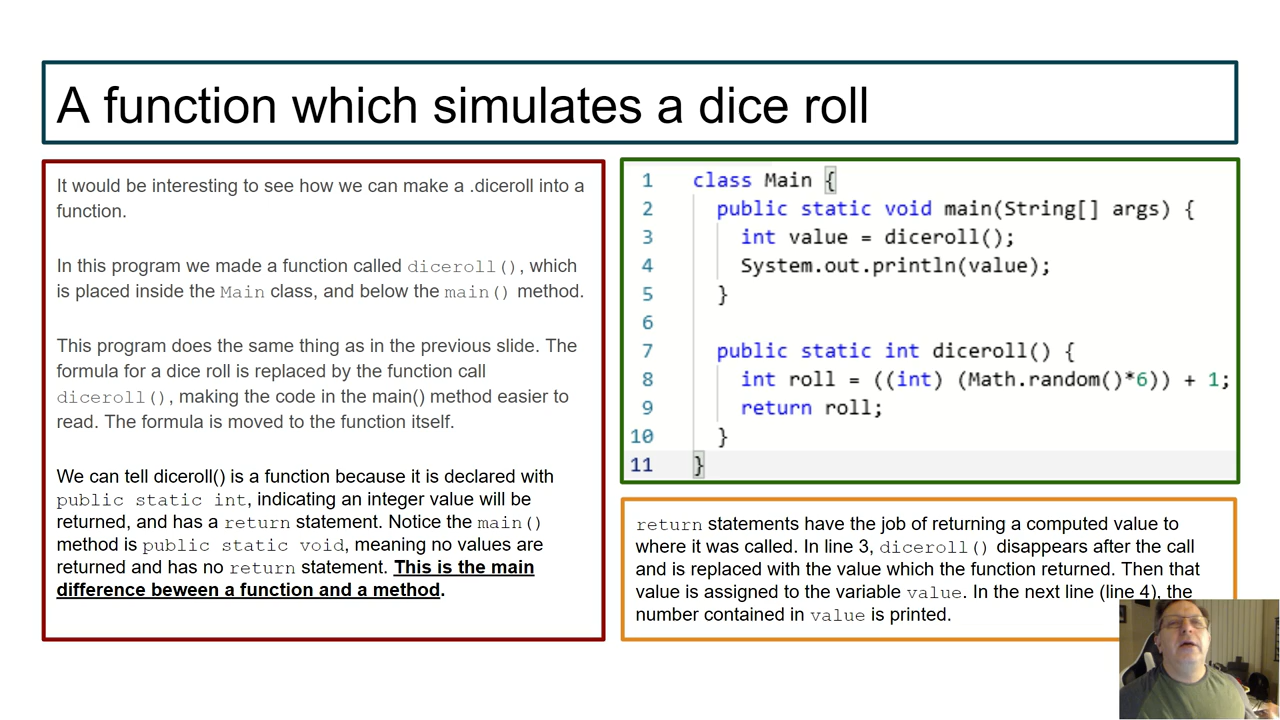 A function which simulates a dice roll
It would be interesting to see how we can make a .diceroll into a
function.
In this program we made a function called diceroll(), which
is placed inside the Main class, and below the main() method.
This program does the same thing as in the previous slide. The
formula for a dice roll is replaced by the function call
diceroll(), making the code in the main() method easier to
read. The formula is moved to the function itself.
We can tell diceroll() is a function because it is declared with
public static int, indicating an integer value will be
returned, and has a return statement. Notice the main()
method is public static void, meaning no values are
returned and has no return statement. This is the main
difference beween a function and a method.
1 class Main {
2 public static void main(String[] args) {
3 int value = diceroll();
4 System.out.println(value);
5 }
6
7 public static int diceroll() {
8 int roll = ((int) (Math.random()*6)) + 1;
9 return roll;
10 }
11 }
return statements have the job of returning a computed value to
where it was called. In line 3, diceroll() disappears after the call
and is replaced with the value which the function returned. Then that
value is assigned to the variable value. In the next line (line 4), the
number contained in value is printed.